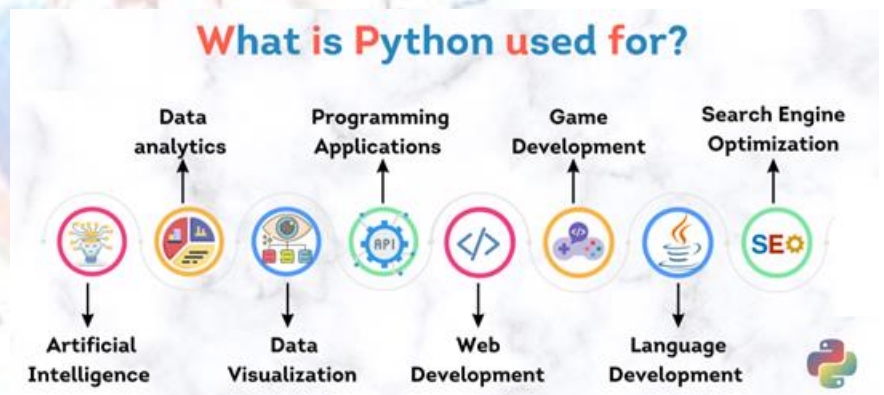 What is Python used for?
Data
analytics
Programming
Applications
Game
Development
Search Engine
Optimization
API
</>
</>
SEO
Artificial
Intelligence
Data
Visualization
Web
Development
Language
Development